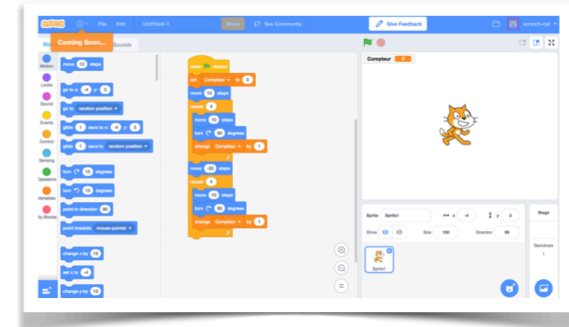 SCRATCH File Edit Untitled-1 Share See Community Give Feedback scratch-cat
Coming Soon... Sounds
Motion
Looks
Sound
Events
Control
Sensing
Operators
Variables
My Blocks
move 10 steps
go to x: -4 y: 3
go to random position
glide 1 secs to x: -4 y: 3
glide 1 secs to random position
turn 15 degrees
turn 15 degrees
point in direction 90
point towards mouse-pointer
change x by 10
set x to -4
change y by 10
when clicked
set Compteur to 0
move 10 steps
repeat 4
move 10 steps
turn 90 degrees
change Compteur by 1
move -20 steps
repeat 4
move 10 steps
turn 90 degrees
change Compteur by 1
Compteur
Sprite Sprite1 x -4 y 3
Show Size 100 Direction 90
Sprite1
Stage
Backdrops
1